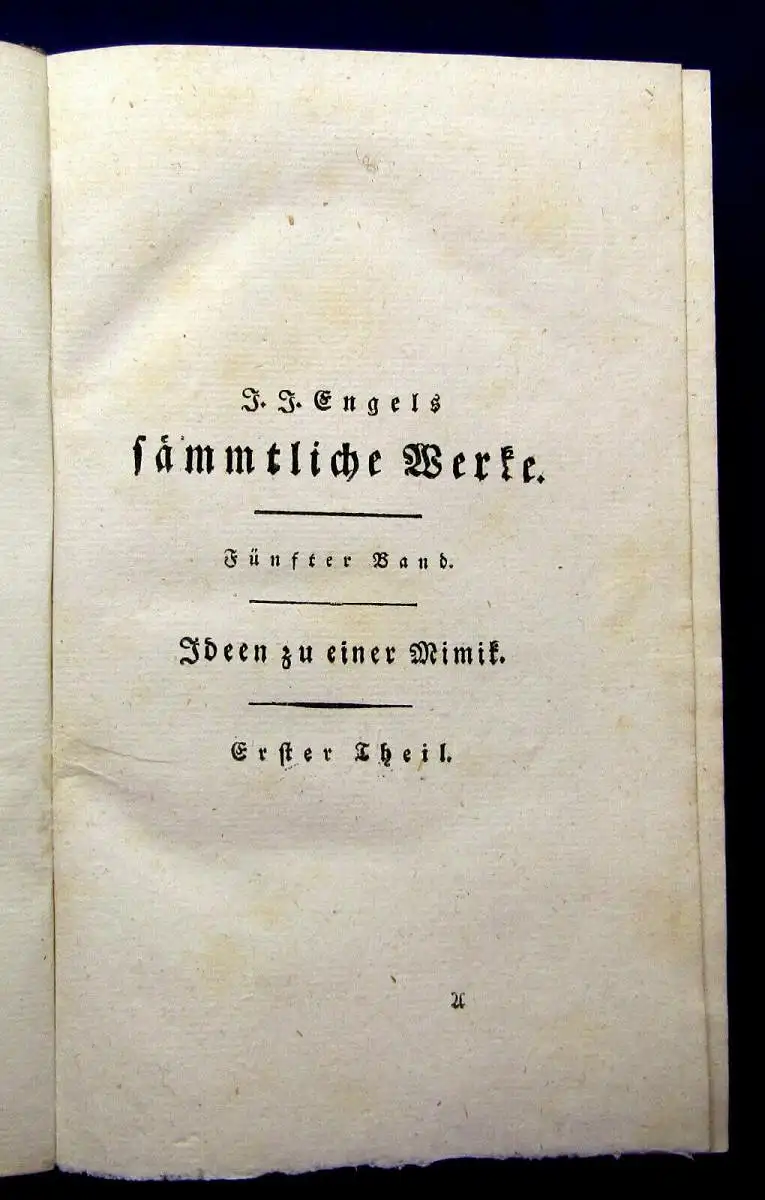 J. J. Engels
sämmtliche Werke.
Fünfter Band.
Ideen zu einer Mimik.
Erster Theil.
A